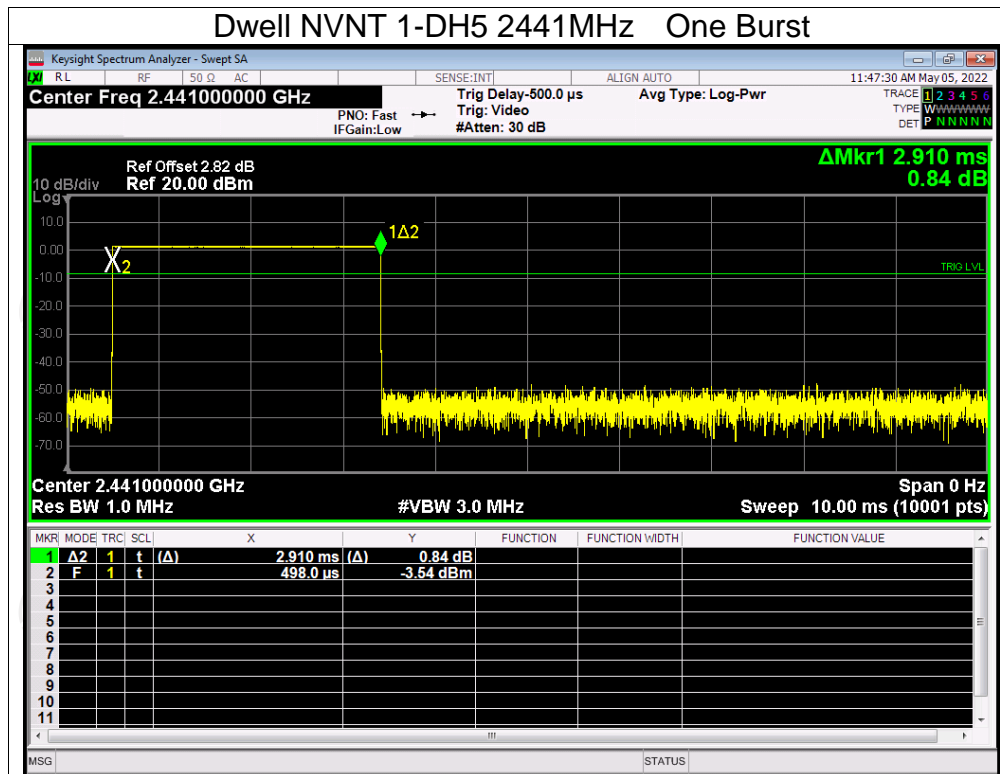 Dwell NVNT 1-DH5 2441MHz One Burst
Keysight Spectrum Analyzer - Swept SA
LXI RL RF 50 Ω AC SENSE:INT ALIGN AUTO 11:47:30 AM May 05, 2022
Center Freq 2.441000000 GHz Trig Delay-500.0 µs Avg Type: Log-Pwr TRACE 1 2 3 4 5 6
PNO: Fast Trig: Video TYPE WWWWWW
IFGain:Low #Atten: 30 dB DET P N N N N N
ΔMkr1 2.910 ms
0.84 dB
Ref Offset 2.82 dB
10 dB/div Ref 20.00 dBm
Log
10.0
0.00
-10.0
-20.0
-30.0
-40.0
-50.0
-60.0
-70.0
1Δ2
X2
TRIG LVL
Center 2.441000000 GHz Span 0 Hz
Res BW 1.0 MHz #VBW 3.0 MHz Sweep 10.00 ms (10001 pts)
MKR MODE TRC SCL X Y FUNCTION FUNCTION WIDTH FUNCTION VALUE
1 Δ2 1 t (Δ) 2.910 ms (Δ) 0.84 dB
2 F 1 t 498.0 µs -3.54 dBm
3
4
5
6
7
8
9
10
11
MSG STATUS